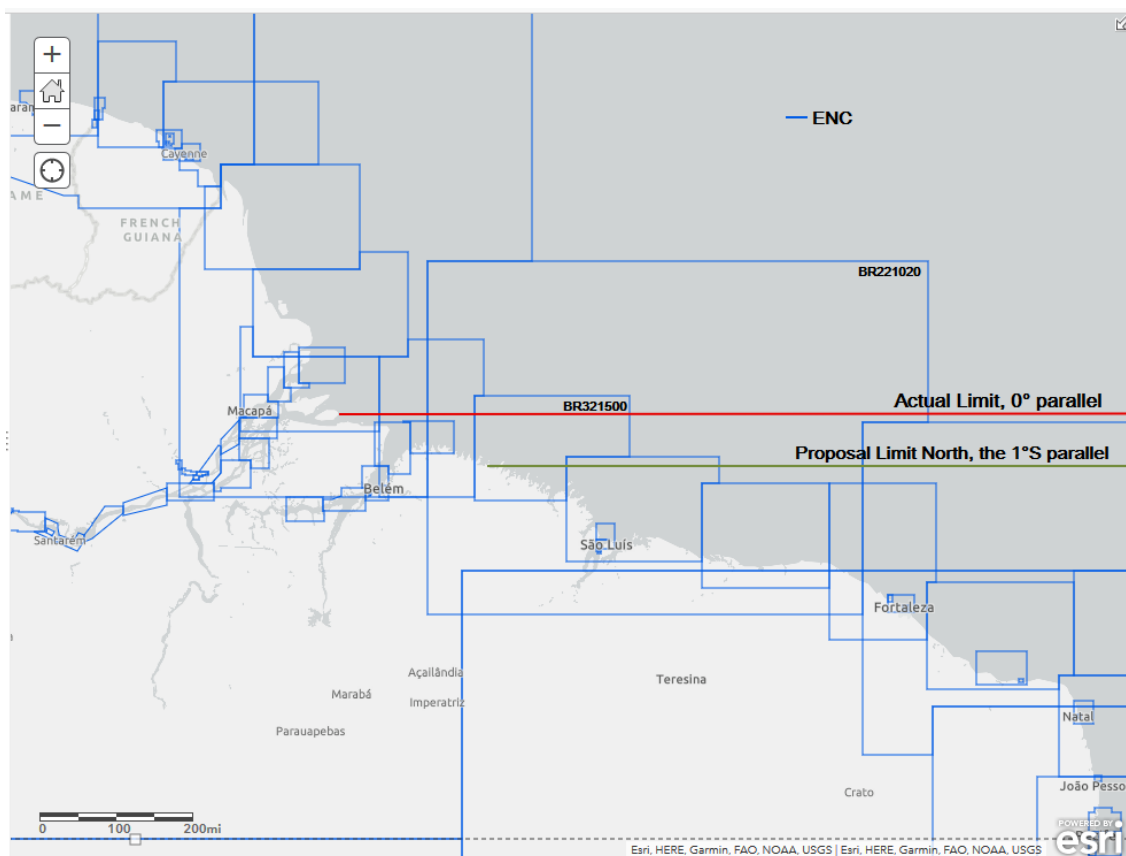 +
−
ENC
aram
Cayenne
AME
FRENCH
GUIANA
BR221020
Actual Limit, 0° parallel
BR321500
Macapá
Proposal Limit North, the 1°S parallel
Belém
Santarém
São Luís
Fortaleza
Açailândia
Teresina
Marabá
Imperatriz
Natal
Parauapebas
João Pesso
Crato
0 100 200mi
POWERED BY
esri
Esri, HERE, Garmin, FAO, NOAA, USGS | Esri, HERE, Garmin, FAO, NOAA, USGS